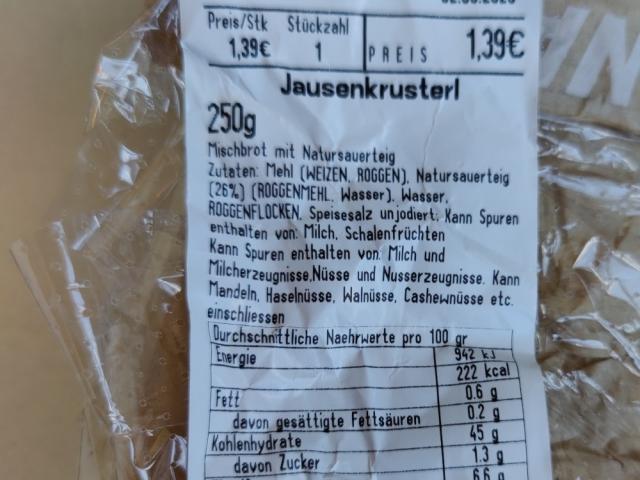 Preis/Stk Stückzahl
1,39€ 1 PREIS 1,39€
Jausenkrusterl
250g
Mischbrot mit Natursauerteig
Zutaten: Mehl (WEIZEN, ROGGEN), Natursauerteig
(26%) (ROGGENMEHL, Wasser), Wasser,
ROGGENFLOCKEN, Speisesalz unjodiert; Kann Spuren
enthalten von: Milch, Schalenfrüchten
Kann Spuren enthalten von: Milch und
Milcherzeugnisse,Nüsse und Nusserzeugnisse. Kann
Mandeln, Haselnüsse, Walnüsse, Cashewnüsse etc.
einschliessen
Durchschnittliche Naehrwerte pro 100 gr
Energie 942 kJ
222 kcal
Fett 0.6 g
davon gesättigte Fettsäuren 0.2 g
Kohlenhydrate 45 g
davon Zucker 1.3 g
6.6 g